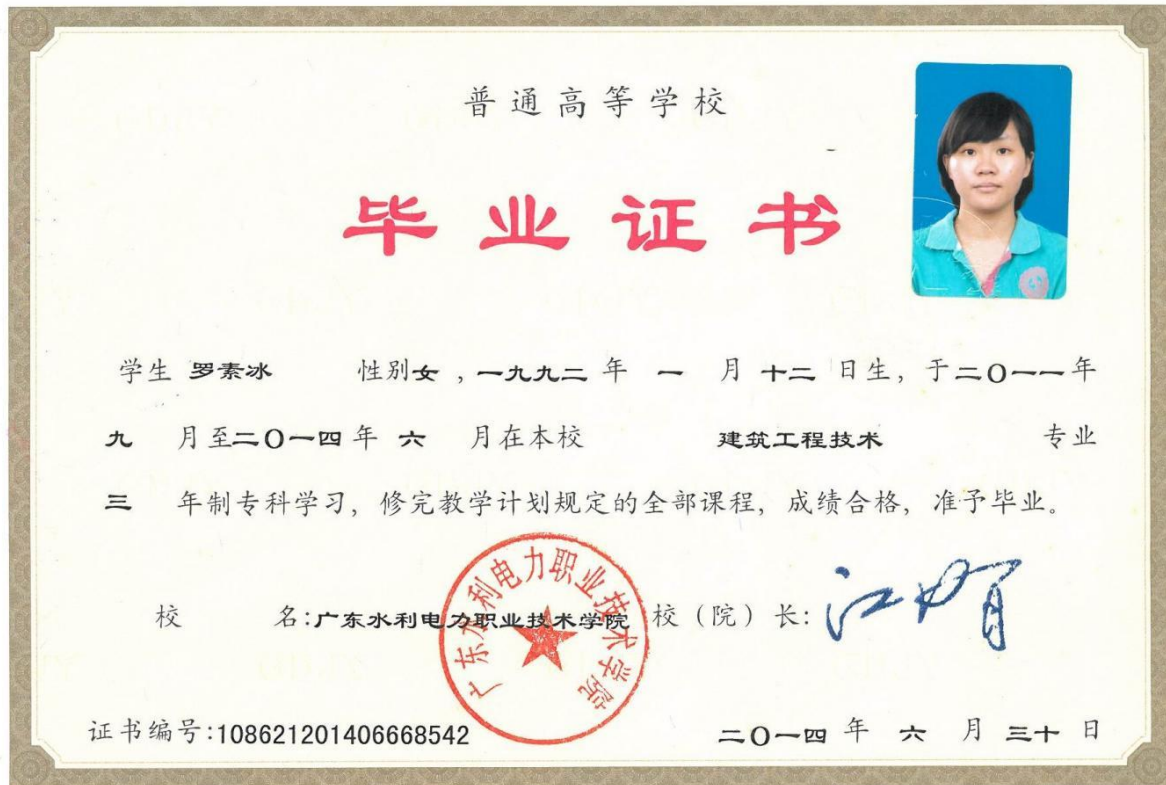 普通高等学校
毕业证书
学生 罗素冰 性别女，一九九二 年 一 月 十二 日生，于二〇一一年
九 月至二〇一四年 六 月在本校 建筑工程技术 专业
三 年制专科学习，修完教学计划规定的全部课程，成绩合格，准予毕业。
校 名:广东水利电力职业技术学院 校（院）长:
广东水利电力职业技术学院
证书编号:108621201406668542 二〇一四 年 六 月 三十 日